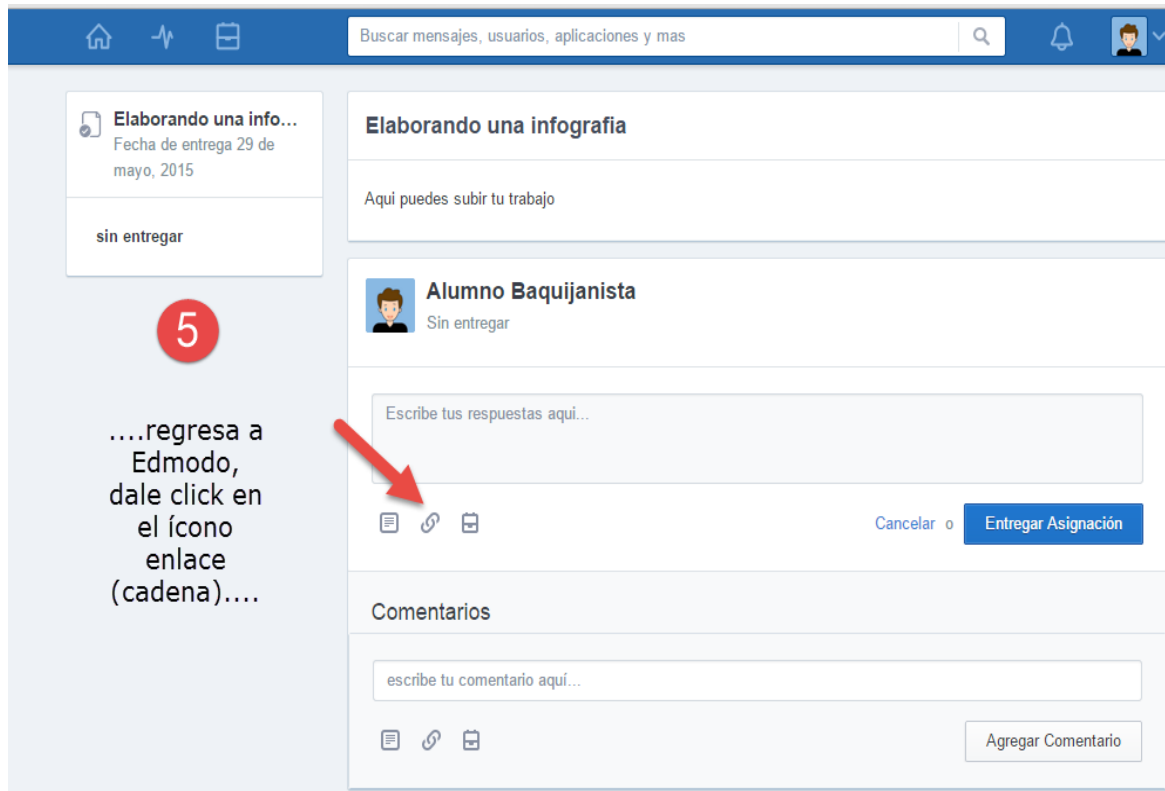 Buscar mensajes, usuarios, aplicaciones y mas
Elaborando una info...
Fecha de entrega 29 de
mayo, 2015
sin entregar
5
....regresa a
Edmodo,
dale click en
el ícono
enlace
(cadena)....
Elaborando una infografia
Aqui puedes subir tu trabajo
Alumno Baquijanista
Sin entregar
Escribe tus respuestas aqui...
Cancelar o Entregar Asignación
Comentarios
escribe tu comentario aquí...
Agregar Comentario